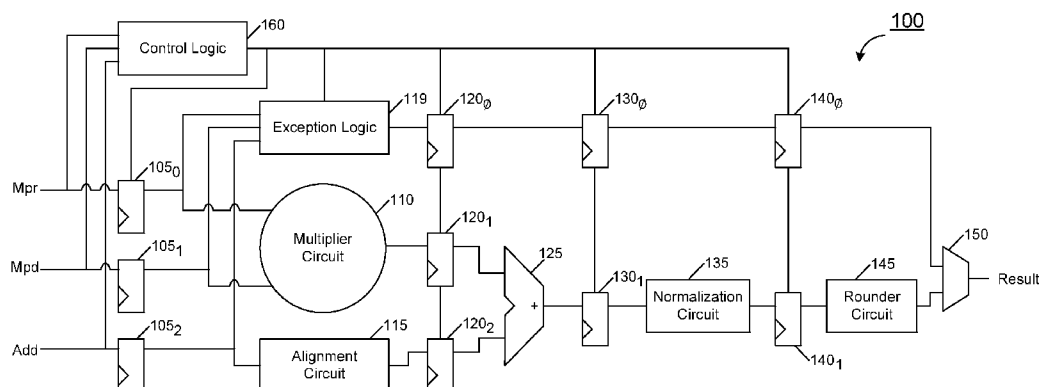 100
160
Control Logic
119
120∅
130∅
140∅
Exception Logic
Mpr
105₀
110
Multiplier
Circuit
120₁
125
150
Mpd
105₁
+
130₁
135
Normalization
Circuit
145
Rounder
Circuit
Result
Add
105₂
115
Alignment
Circuit
120₂
140₁